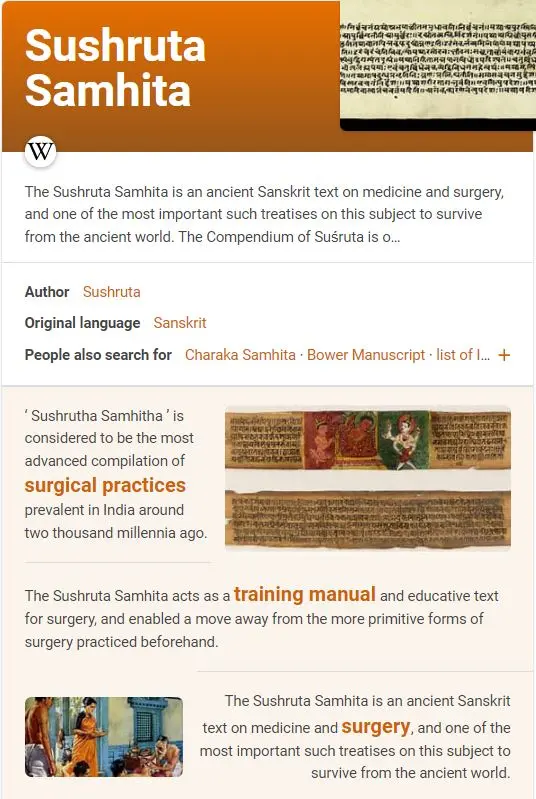 Sushruta
Samhita
W
The Sushruta Samhita is an ancient Sanskrit text on medicine and surgery,
and one of the most important such treatises on this subject to survive
from the ancient world. The Compendium of Suśruta is o...
Author Sushruta
Original language Sanskrit
People also search for Charaka Samhita · Bower Manuscript · list of I... +
‘ Sushrutha Samhitha ’ is
considered to be the most
advanced compilation of
surgical practices
prevalent in India around
two thousand millennia ago.
The Sushruta Samhita acts as a training manual and educative text
for surgery, and enabled a move away from the more primitive forms of
surgery practiced beforehand.
The Sushruta Samhita is an ancient Sanskrit
text on medicine and surgery, and one of the
most important such treatises on this subject to
survive from the ancient world.